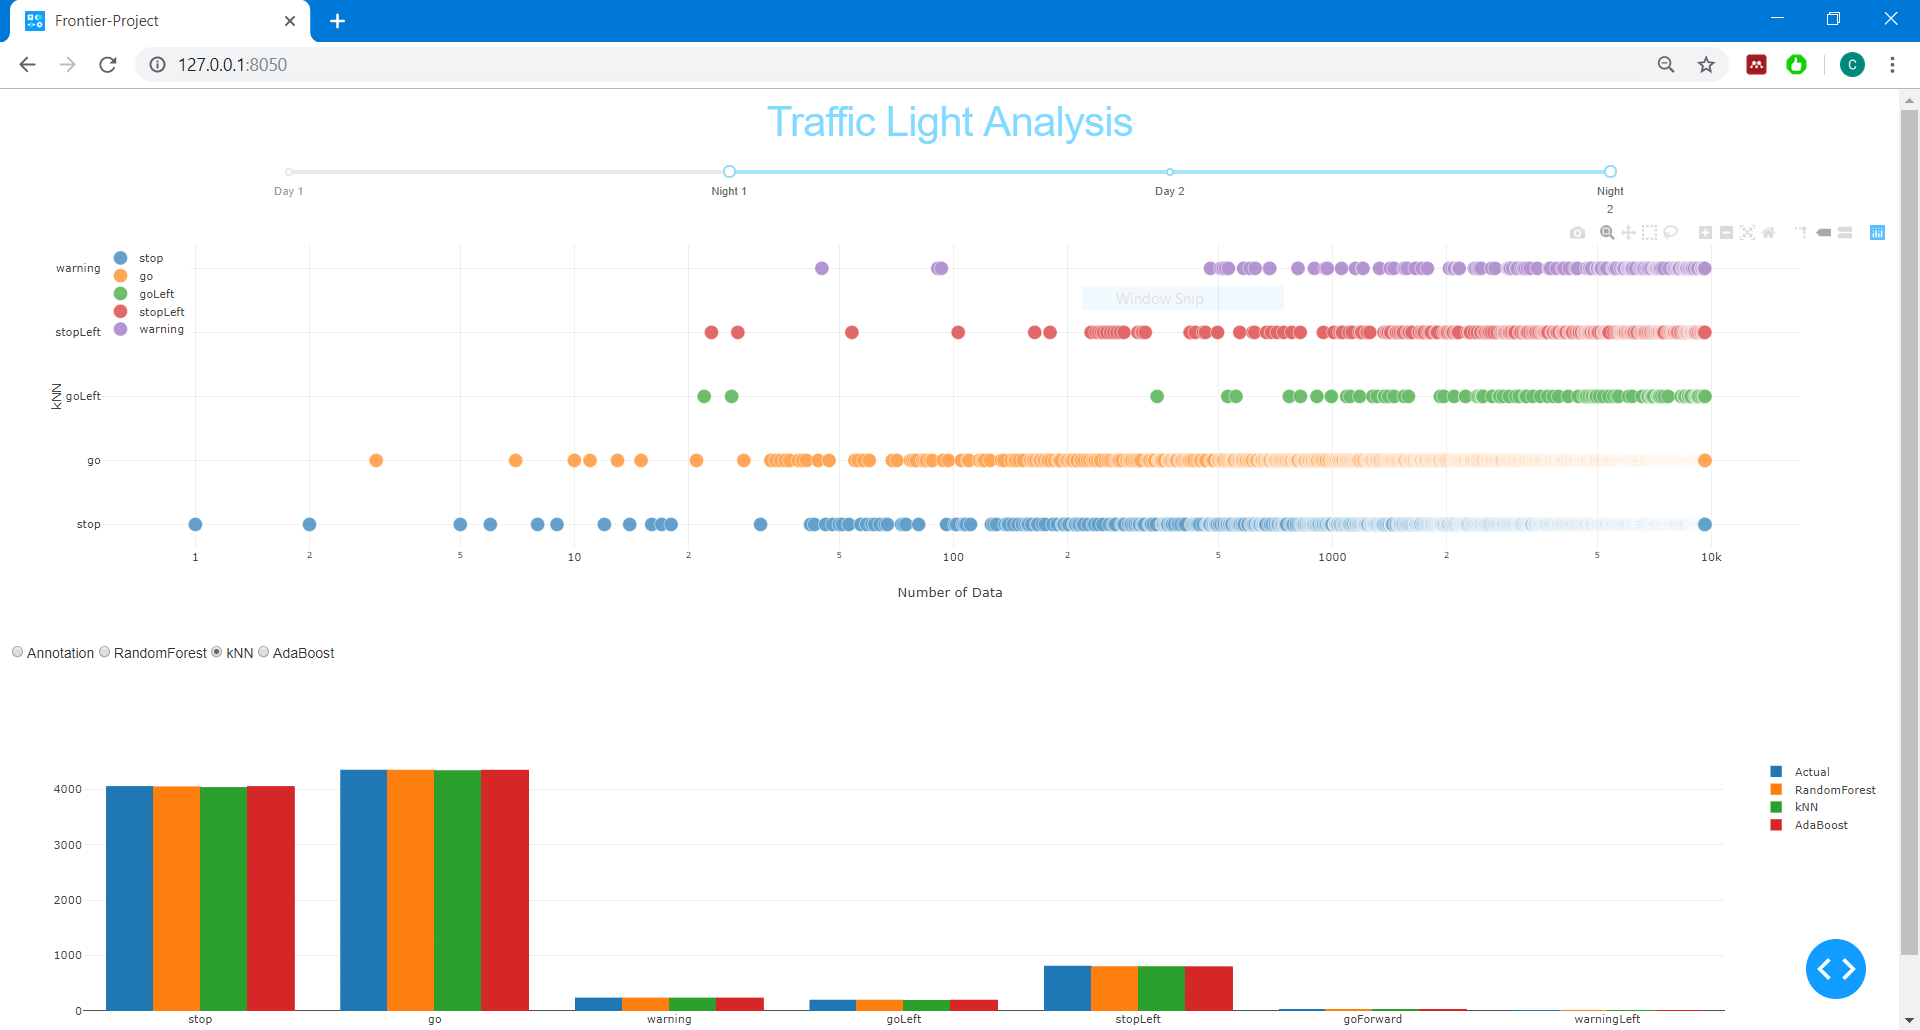 Frontier-Project
127.0.0.1:8050
C
Traffic Light Analysis
Day 1
Night 1
Day 2
Night
2
stop
go
goLeft
stopLeft
warning
Window Snip
kNN
warning
stopLeft
goLeft
go
stop
1 2 5 10 2 5 100 2 5 1000 2 5 10k
Number of Data
Annotation RandomForest kNN AdaBoost
4000
3000
2000
1000
0
stop go warning goLeft stopLeft goForward warningLeft
Actual
RandomForest
kNN
AdaBoost